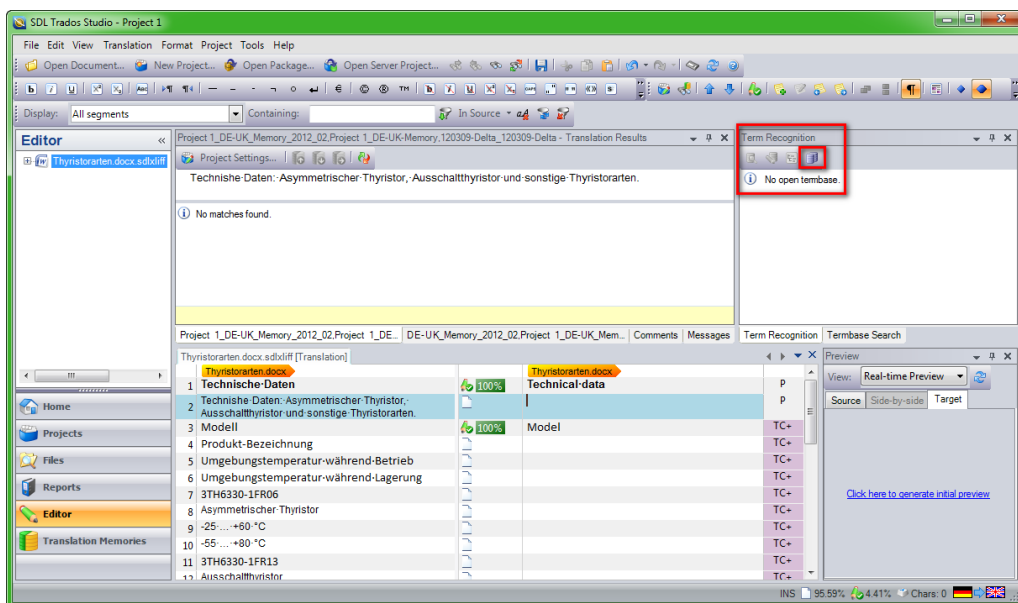 SDL Trados Studio - Project 1
File Edit View Translation Format Project Tools Help
Open Document... New Project... Open Package... Open Server Project...
Display: All segments Containing: In Source
Editor
Thyristorarten.docx.sdlxliff
Project 1_DE-UK_Memory_2012_02,Project 1_DE-UK-Memory,120309-Delta_120309-Delta - Translation Results
Project Settings...
Technishe·Daten:·Asymmetrischer·Thyristor,·Ausschaltthyristor·und·sonstige·Thyristorarten.
No matches found.
Term Recognition
No open termbase.
Project 1_DE-UK_Memory_2012_02,Project 1_DE... DE-UK_Memory_2012_02,Project 1_DE-UK_Mem... Comments Messages
Term Recognition Termbase Search
Thyristorarten.docx.sdlxliff [Translation]
Thyristorarten.docx Thyristorarten.docx
1 Technische·Daten 100% Technical·data P
2 Technishe·Daten:·Asymmetrischer·Thyristor,·
Ausschaltthyristor·und·sonstige·Thyristorarten. P
3 Modell 100% Model TC+
4 Produkt-Bezeichnung TC+
5 Umgebungstemperatur·während·Betrieb TC+
6 Umgebungstemperatur·während·Lagerung TC+
7 3TH6330-1FR06 TC+
8 Asymmetrischer·Thyristor TC+
9 -25·...·+60·°C TC+
10 -55·...·+80·°C TC+
11 3TH6330-1FR13 TC+
12 Ausschaltthyristor TC+
Preview
View: Real-time Preview
Source Side-by-side Target
Click here to generate initial preview
Home
Projects
Files
Reports
Editor
Translation Memories
INS 95.59% 4.41% Chars: 0